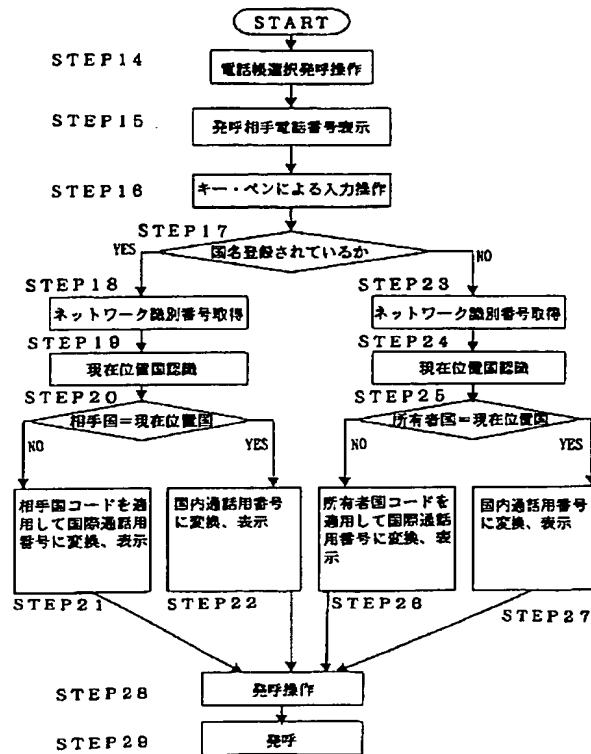 START
STEP14
電話帳選択発呼操作
STEP15
発呼相手電話番号表示
STEP16
キー・ペンによる入力操作
STEP17
国名登録されているか
YES
NO
STEP18
ネットワーク識別番号取得
STEP19
現在位置国認識
STEP20
相手国=現在位置国
NO
YES
相手国コードを適
用して国際通話用
番号に変換、表示
STEP21
国内通話用番号
に変換、表示
STEP22
STEP23
ネットワーク識別番号取得
STEP24
現在位置国認識
STEP25
所有者国=現在位置国
NO
YES
所有者国コードを
適用して国際通話
用番号に変換、表
示
STEP26
国内通話用番号
に変換、表示
STEP27
STEP28
発呼操作
STEP29
発呼